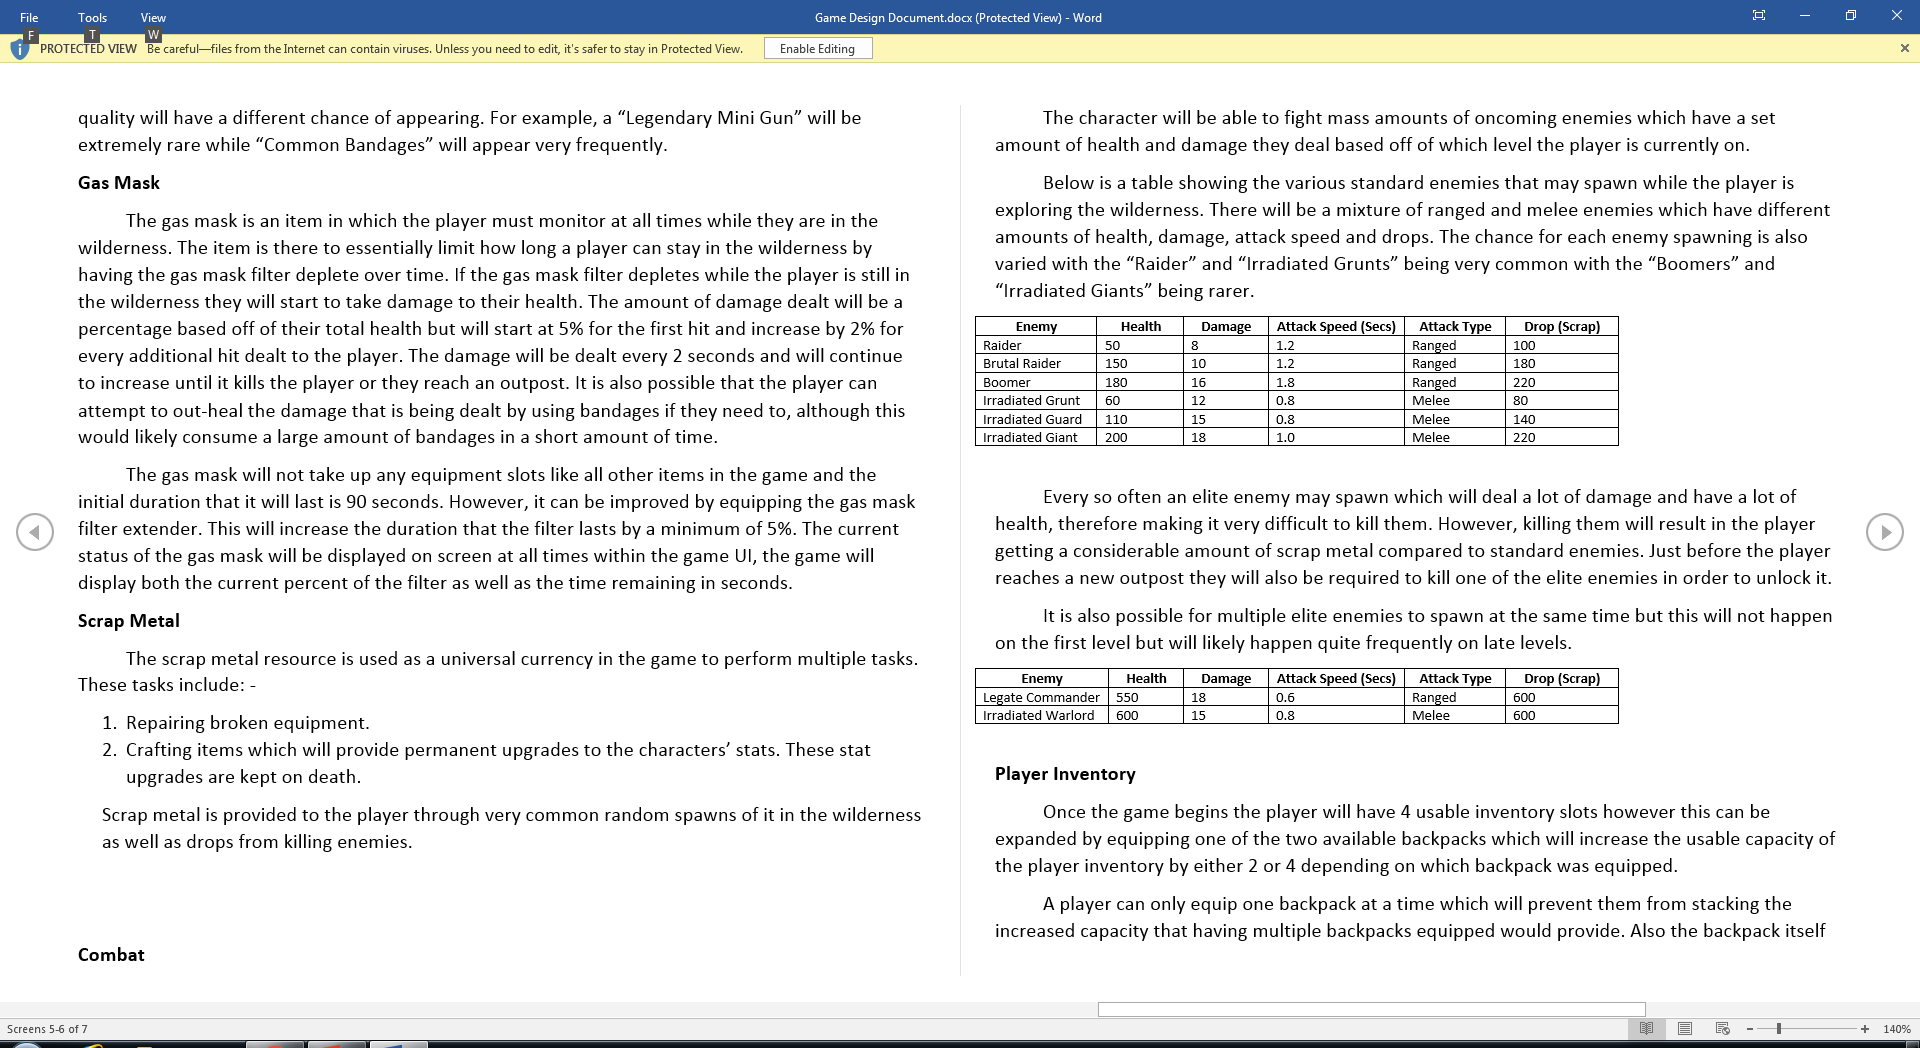 File Tools View
Game Design Document.docx (Protected View) - Word
F T W
PROTECTED VIEW Be careful—files from the Internet can contain viruses. Unless you need to edit, it's safer to stay in Protected View. Enable Editing
quality will have a different chance of appearing. For example, a “Legendary Mini Gun” will be
extremely rare while “Common Bandages” will appear very frequently.
Gas Mask
The gas mask is an item in which the player must monitor at all times while they are in the
wilderness. The item is there to essentially limit how long a player can stay in the wilderness by
having the gas mask filter deplete over time. If the gas mask filter depletes while the player is still in
the wilderness they will start to take damage to their health. The amount of damage dealt will be a
percentage based off of their total health but will start at 5% for the first hit and increase by 2% for
every additional hit dealt to the player. The damage will be dealt every 2 seconds and will continue
to increase until it kills the player or they reach an outpost. It is also possible that the player can
attempt to out-heal the damage that is being dealt by using bandages if they need to, although this
would likely consume a large amount of bandages in a short amount of time.
The gas mask will not take up any equipment slots like all other items in the game and the
initial duration that it will last is 90 seconds. However, it can be improved by equipping the gas mask
filter extender. This will increase the duration that the filter lasts by a minimum of 5%. The current
status of the gas mask will be displayed on screen at all times within the game UI, the game will
display both the current percent of the filter as well as the time remaining in seconds.
Scrap Metal
The scrap metal resource is used as a universal currency in the game to perform multiple tasks.
These tasks include: -
1. Repairing broken equipment.
2. Crafting items which will provide permanent upgrades to the characters’ stats. These stat
upgrades are kept on death.
Scrap metal is provided to the player through very common random spawns of it in the wilderness
as well as drops from killing enemies.
Combat
The character will be able to fight mass amounts of oncoming enemies which have a set
amount of health and damage they deal based off of which level the player is currently on.
Below is a table showing the various standard enemies that may spawn while the player is
exploring the wilderness. There will be a mixture of ranged and melee enemies which have different
amounts of health, damage, attack speed and drops. The chance for each enemy spawning is also
varied with the “Raider” and “Irradiated Grunts” being very common with the “Boomers” and
“Irradiated Giants” being rarer.
Enemy Health Damage Attack Speed (Secs) Attack Type Drop (Scrap)
Raider 50 8 1.2 Ranged 100
Brutal Raider 150 10 1.2 Ranged 180
Boomer 180 16 1.8 Ranged 220
Irradiated Grunt 60 12 0.8 Melee 80
Irradiated Guard 110 15 0.8 Melee 140
Irradiated Giant 200 18 1.0 Melee 220
Every so often an elite enemy may spawn which will deal a lot of damage and have a lot of
health, therefore making it very difficult to kill them. However, killing them will result in the player
getting a considerable amount of scrap metal compared to standard enemies. Just before the player
reaches a new outpost they will also be required to kill one of the elite enemies in order to unlock it.
It is also possible for multiple elite enemies to spawn at the same time but this will not happen
on the first level but will likely happen quite frequently on late levels.
Enemy Health Damage Attack Speed (Secs) Attack Type Drop (Scrap)
Legate Commander 550 18 0.6 Ranged 600
Irradiated Warlord 600 15 0.8 Melee 600
Player Inventory
Once the game begins the player will have 4 usable inventory slots however this can be
expanded by equipping one of the two available backpacks which will increase the usable capacity of
the player inventory by either 2 or 4 depending on which backpack was equipped.
A player can only equip one backpack at a time which will prevent them from stacking the
increased capacity that having multiple backpacks equipped would provide. Also the backpack itself
Screens 5-6 of 7
140%